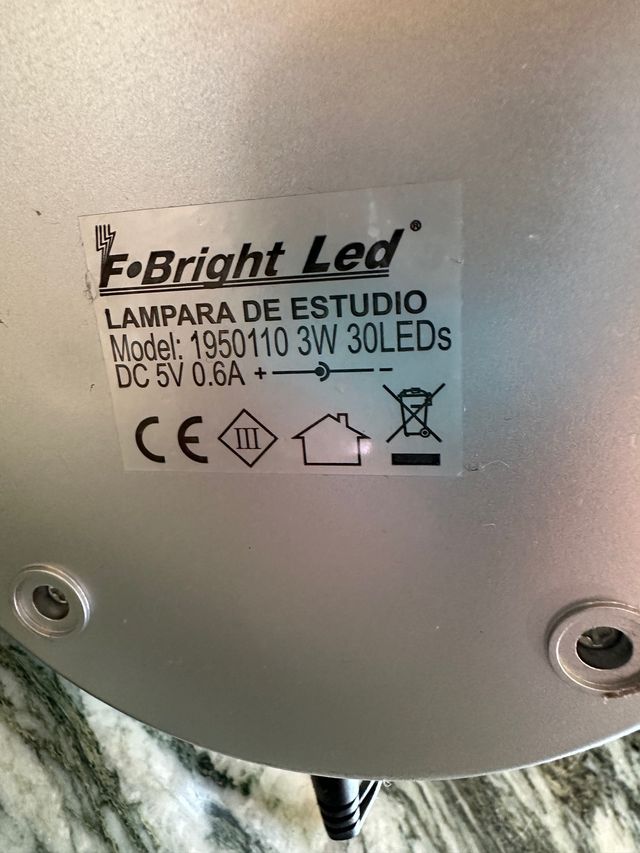 F•Bright Led®
LAMPARA DE ESTUDIO
Model: 1950110 3W 30LEDs
DC 5V 0.6A + -
CE III